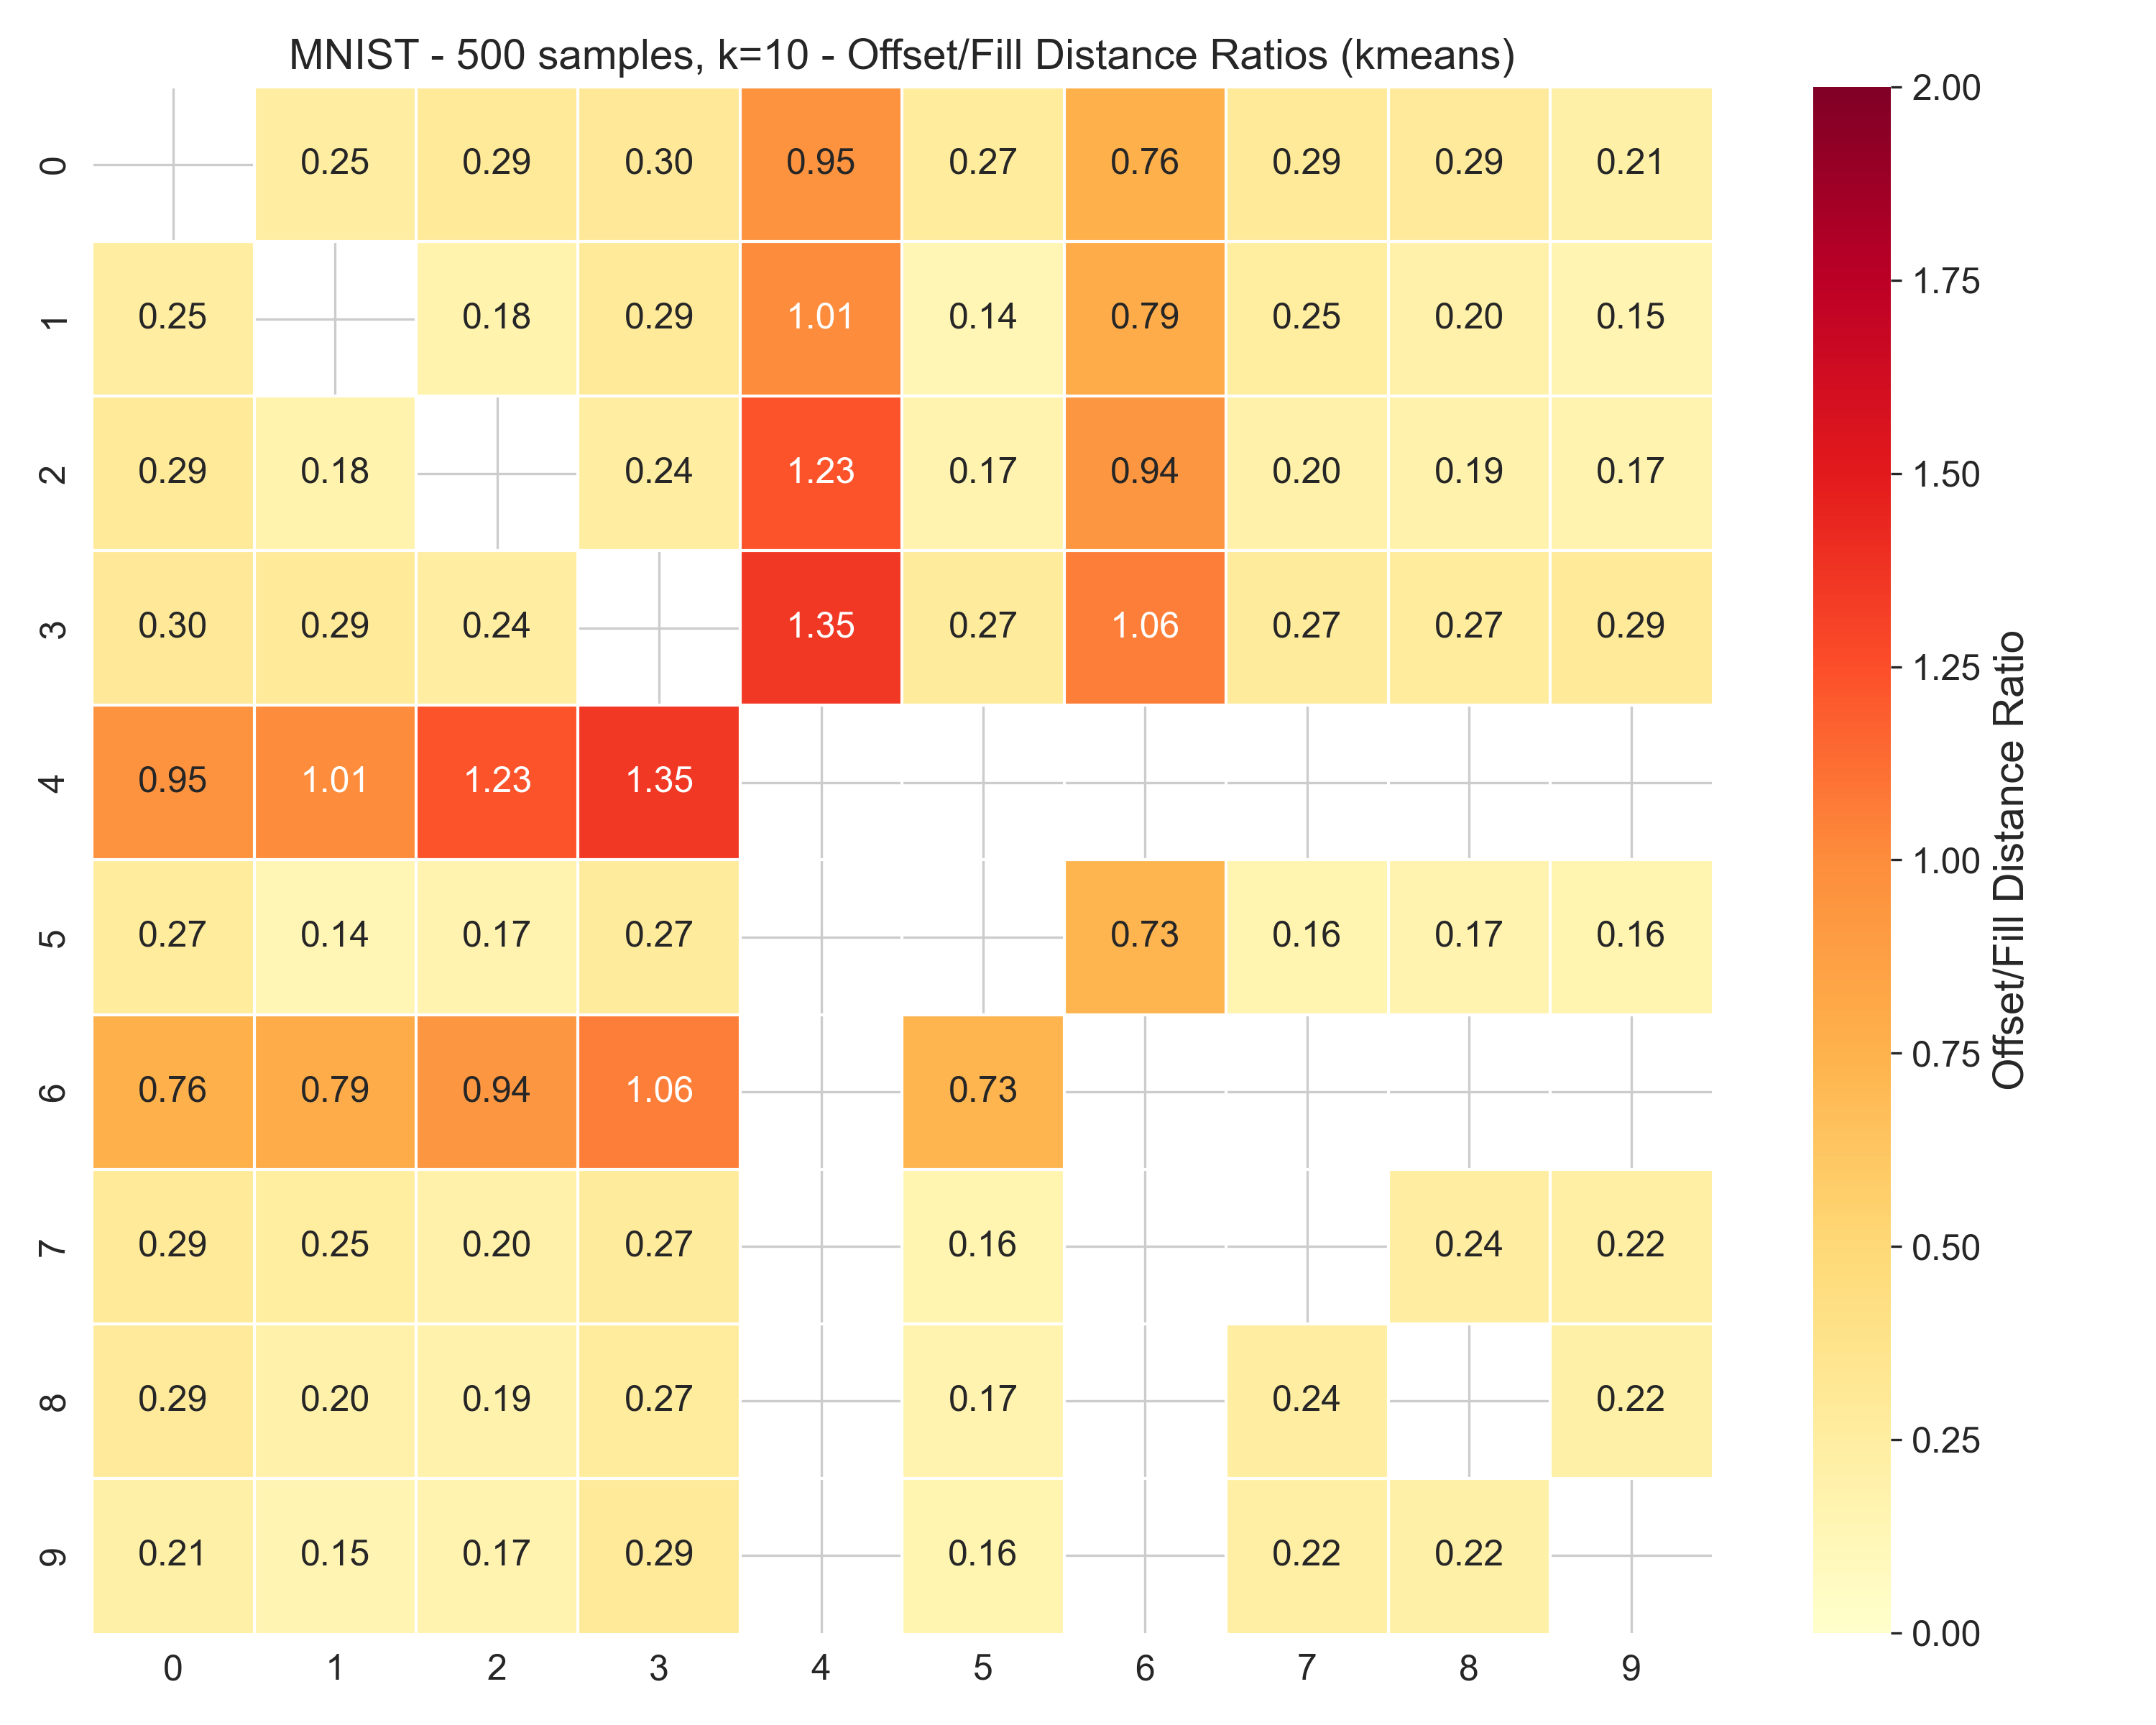 MNIST - 500 samples, k=10 - Offset/Fill Distance Ratios (kmeans)
0 0.25 0.29 0.30 0.95 0.27 0.76 0.29 0.29 0.21
1 0.25 0.18 0.29 1.01 0.14 0.79 0.25 0.20 0.15
2 0.29 0.18 0.24 1.23 0.17 0.94 0.20 0.19 0.17
3 0.30 0.29 0.24 1.35 0.27 1.06 0.27 0.27 0.29
4 0.95 1.01 1.23 1.35
5 0.27 0.14 0.17 0.27 0.73 0.16 0.17 0.16
6 0.76 0.79 0.94 1.06 0.73
7 0.29 0.25 0.20 0.27 0.16 0.24 0.22
8 0.29 0.20 0.19 0.27 0.17 0.24 0.22
9 0.21 0.15 0.17 0.29 0.16 0.22 0.22
0 1 2 3 4 5 6 7 8 9
2.00
1.75
1.50
1.25
1.00
0.75
0.50
0.25
0.00
Offset/Fill Distance Ratio